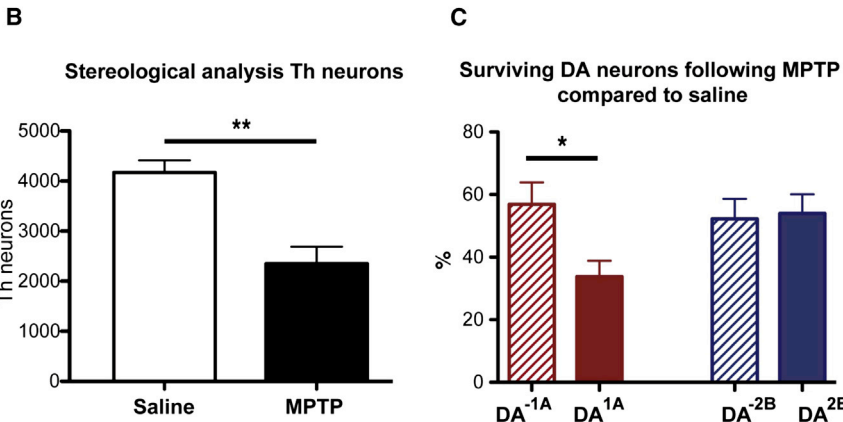 B
Stereological analysis Th neurons
5000
**
4000
3000
2000
1000
0
Th neurons
Saline
MPTP
C
Surviving DA neurons following MPTP
compared to saline
80
*
60
40
20
0
%
DA-1A
DA1A
DA-2B
DA2B